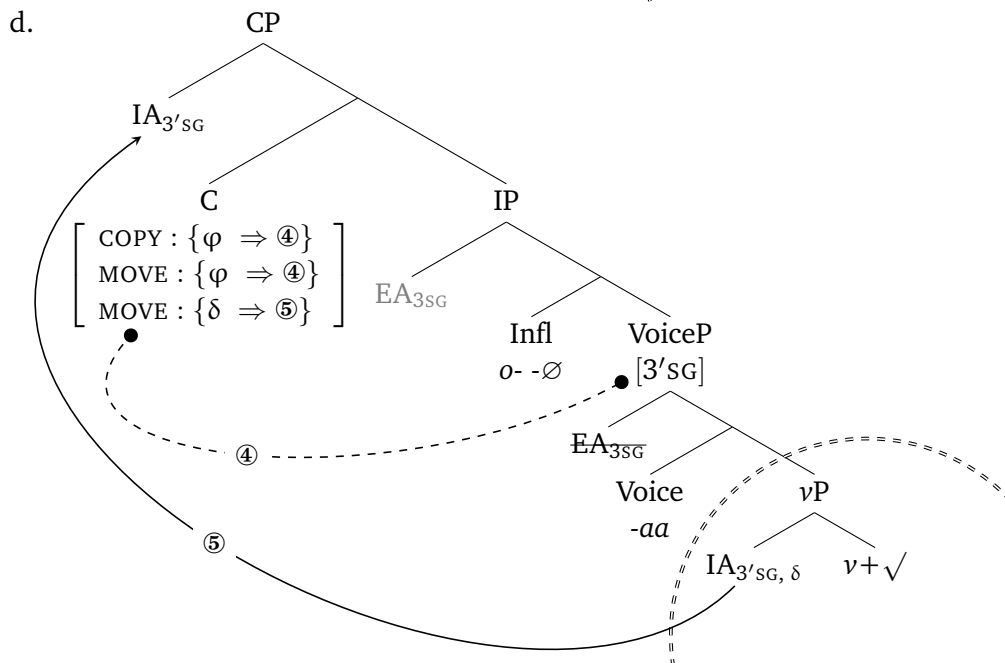 d.
CP
IA3′SG
C
IP
COPY : {φ ⇒ ④}
MOVE : {φ ⇒ ④}
MOVE : {δ ⇒ ⑤}
EA3SG
Infl
VoiceP
o- -∅
[3′SG]
EA3SG
④
Voice
vP
-aa
⑤
IA3′SG, δ
v+√